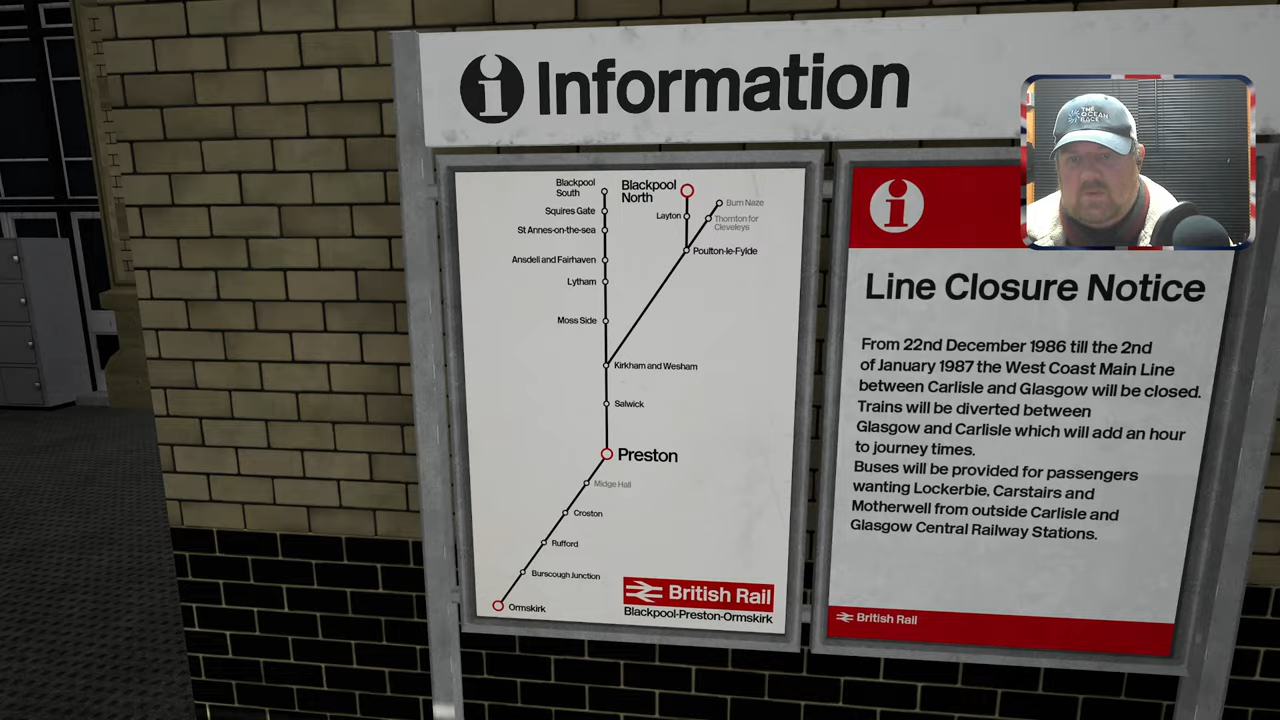 Information
Blackpool
South
Squires Gate
St Annes-on-the-sea
Ansdell and Fairhaven
Lytham
Moss Side
Blackpool
North
Layton
Burn Naze
Thornton for
Cleveleys
Poulton-le-Fylde
Kirkham and Wesham
Salwick
Preston
Midge Hall
Croston
Rufford
Burscough Junction
Ormskirk
British Rail
Blackpool-Preston-Ormskirk
Line Closure Notice
From 22nd December 1986 till the 2nd
of January 1987 the West Coast Main Line
between Carlisle and Glasgow will be closed.
Trains will be diverted between
Glasgow and Carlisle which will add an hour
to journey times.
Buses will be provided for passengers
wanting Lockerbie, Carstairs and
Motherwell from outside Carlisle and
Glasgow Central Railway Stations.
British Rail
THE
OCEAN
RACE